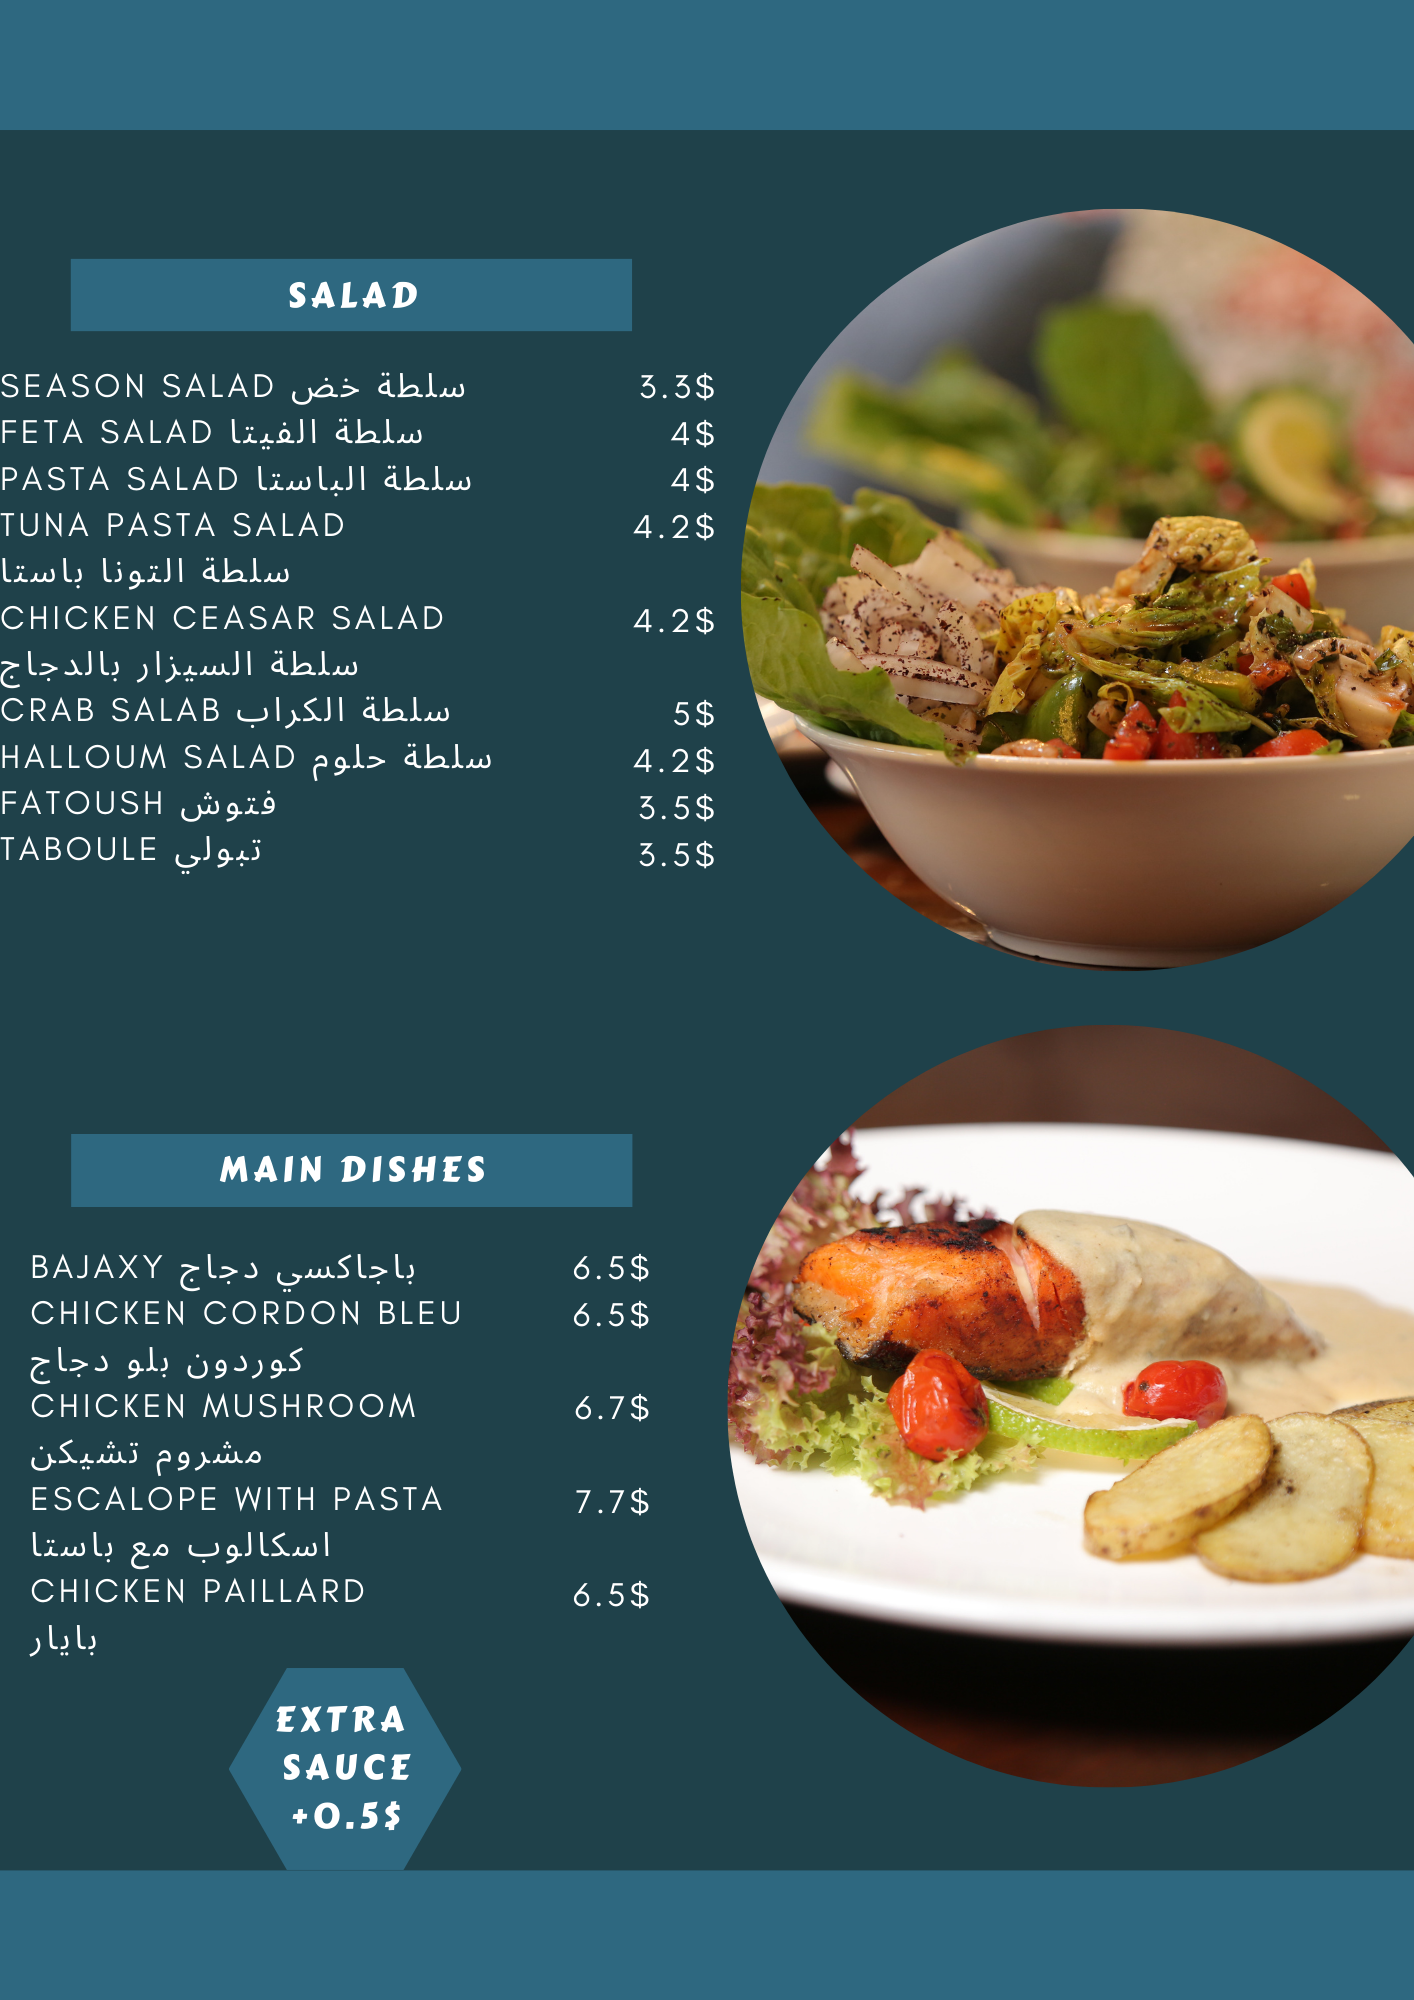 SALAD
SEASON SALAD سلطة خض 3.3$
FETA SALAD سلطة الفيتا 4$
PASTA SALAD سلطة الباستا 4$
TUNA PASTA SALAD 4.2$
سلطة التونا باستا
CHICKEN CEASAR SALAD 4.2$
سلطة السيزار بالدجاج
CRAB SALAB سلطة الكراب 5$
HALLOUM SALAD سلطة حلوم 4.2$
FATOUSH فتوش 3.5$
TABOULE تبولي 3.5$
MAIN DISHES
BAJAXY باجاكسي دجاج 6.5$
CHICKEN CORDON BLEU 6.5$
كوردون بلو دجاج
CHICKEN MUSHROOM 6.7$
مشروم تشيكن
ESCALOPE WITH PASTA 7.7$
اسكالوب مع باستا
CHICKEN PAILLARD 6.5$
بايار
EXTRA
SAUCE
+0.5$